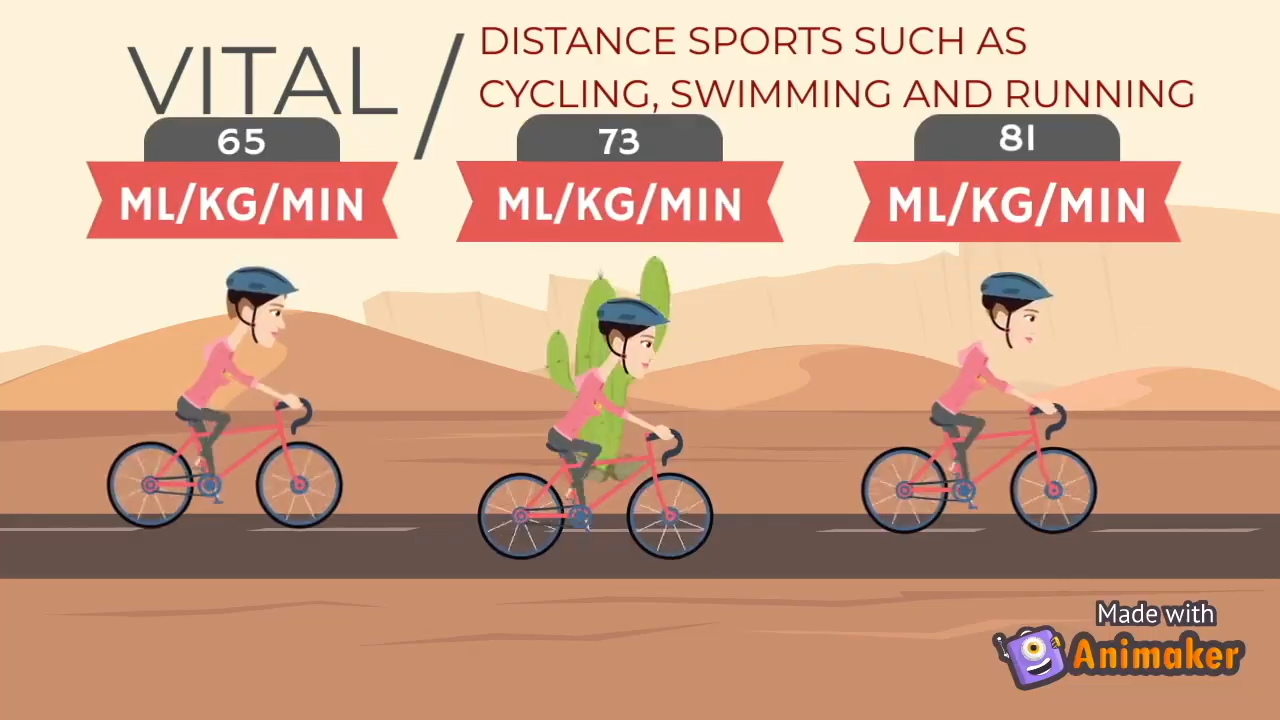 VITAL /
DISTANCE SPORTS SUCH AS
CYCLING, SWIMMING AND RUNNING
65
ML/KG/MIN
73
ML/KG/MIN
81
ML/KG/MIN
Made with
Animaker